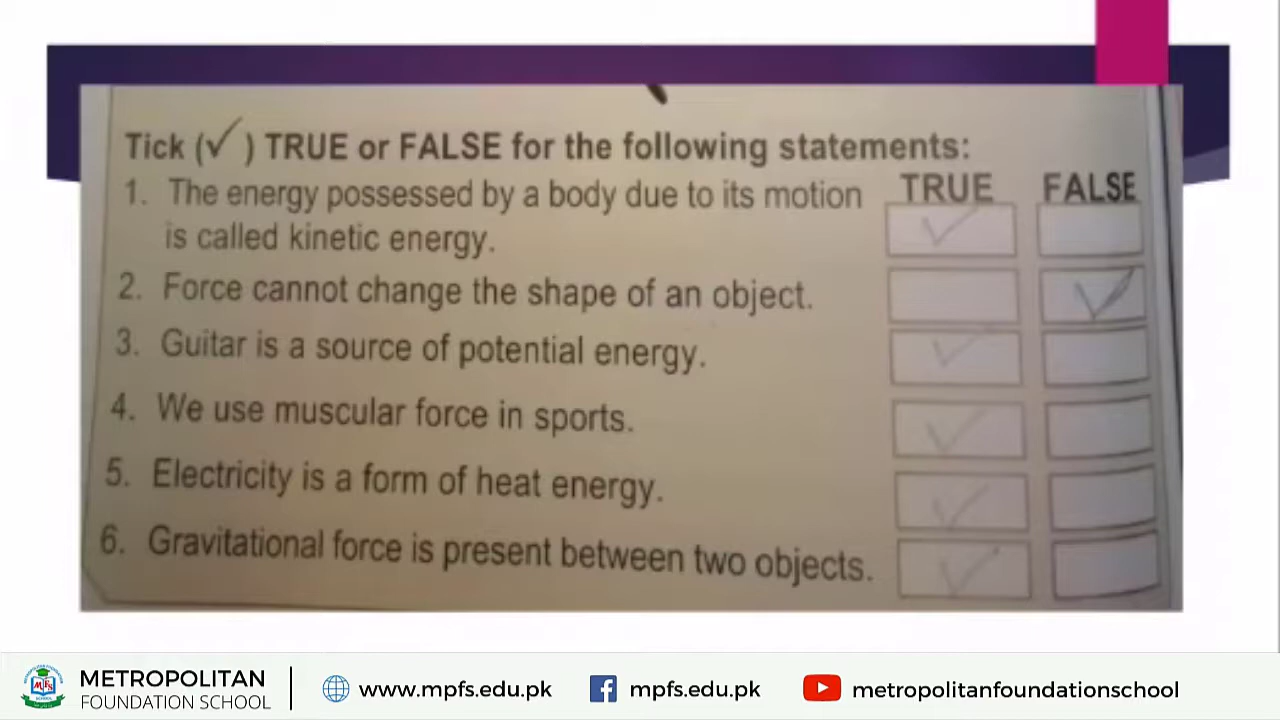 Tick (✓) TRUE or FALSE for the following statements:
TRUE FALSE
1. The energy possessed by a body due to its motion
is called kinetic energy.
2. Force cannot change the shape of an object.
3. Guitar is a source of potential energy.
4. We use muscular force in sports.
5. Electricity is a form of heat energy.
6. Gravitational force is present between two objects.
METROPOLITAN
FOUNDATION SCHOOL
www.mpfs.edu.pk
mpfs.edu.pk
metropolitanfoundationschool